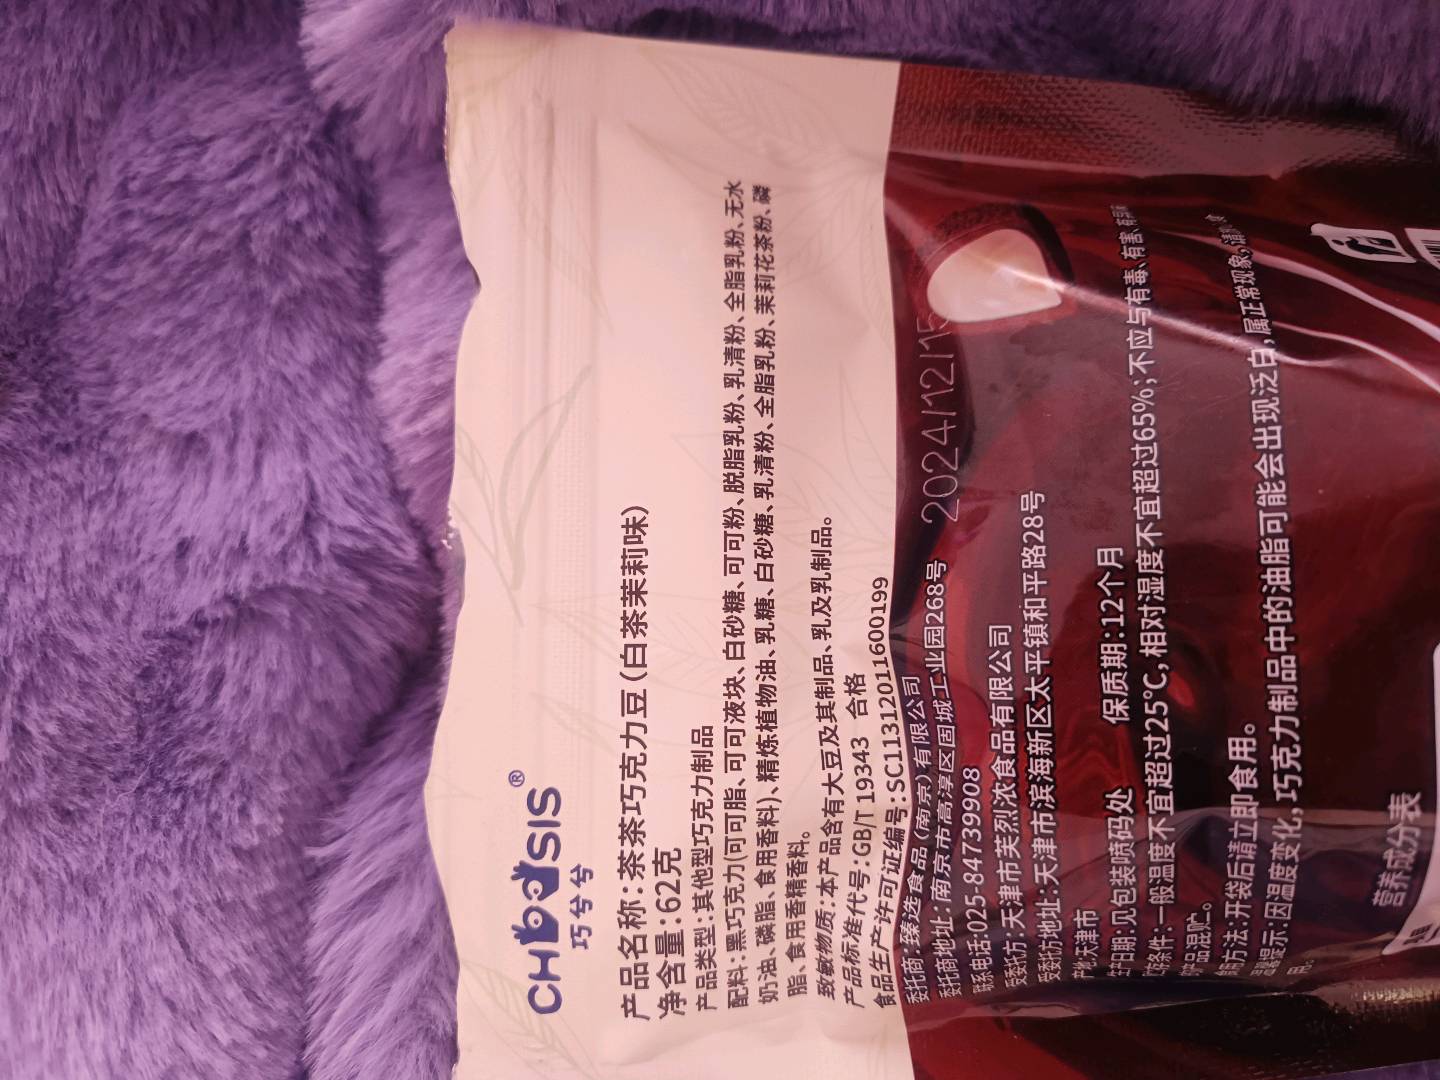 CHOOSIS®
巧兮兮
产品名称:茶茶巧克力豆(白茶茉莉味)
净含量:62克
产品类型:其他型巧克力制品
配料:黑巧克力(可可脂、可可液块、白砂糖、可可粉、脱脂乳粉、乳清粉、全脂乳粉、无水
奶油、磷脂、食用香料)、精炼植物油、乳糖、白砂糖、乳清粉、全脂乳粉、茉莉花茶粉、磷
脂、食用香精香料。
致敏物质:本产品含有大豆及其制品、乳及乳制品。
产品标准代号:GB/T 19343 合格
食品生产许可证编号:SC11312011600199
委托商:臻选食品(南京)有限公司
委托商地址:南京市高淳区固城工业园268号
联系电话:025-84739908
受委托方:天津市芙烈浓食品有限公司
受委托方地址:天津市滨海新区太平镇和平路28号
产地:天津市
生产日期:见包装喷码处 保质期:12个月
2024/12/15
贮存条件:一般温度不宜超过25℃,相对湿度不宜超过65%;不应与有毒、有害、有异味
物品混贮。
食用方法:开袋后请立即食用。
温馨提示:因温度变化,巧克力制品中的油脂可能会出现泛白,属正常现象,请放心食
用。
营养成分表